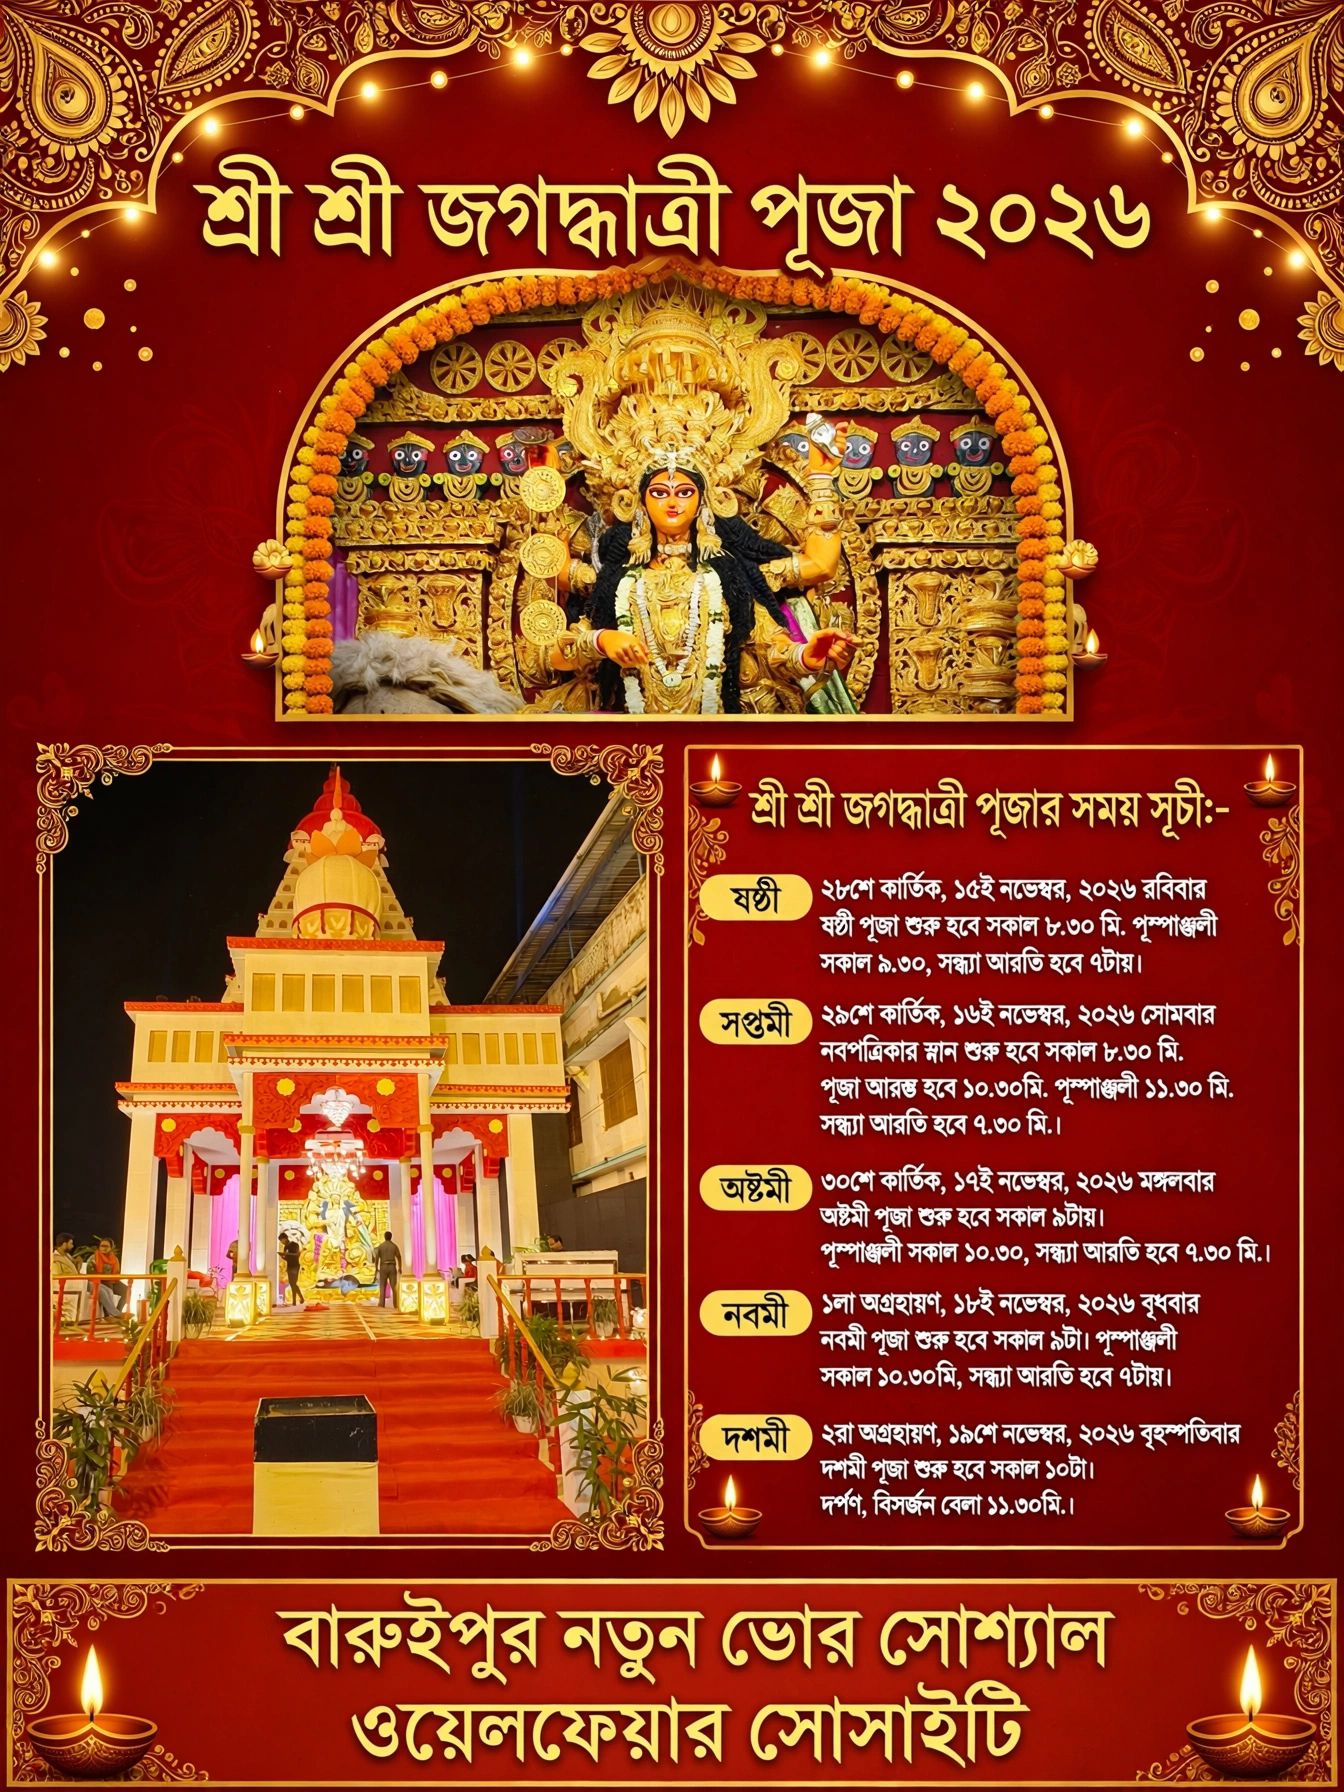 শ্রী শ্রী জগদ্ধাত্রী পূজা ২০২৬
শ্রী শ্রী জগদ্ধাত্রী পূজার সময় সূচী:-
ষষ্ঠী
২৮শে কার্তিক, ১৫ই নভেম্বর, ২০২৬ রবিবার
ষষ্ঠী পূজা শুরু হবে সকাল ৮.৩০ মি. পূস্পাঞ্জলী
সকাল ৯.৩০, সন্ধ্যা আরতি হবে ৭টায়।
সপ্তমী
২৯শে কার্তিক, ১৬ই নভেম্বর, ২০২৬ সোমবার
নবপত্রিকার স্নান শুরু হবে সকাল ৮.৩০ মি.
পূজা আরম্ভ হবে ১০.৩০মি. পূস্পাঞ্জলী ১১.৩০ মি.
সন্ধ্যা আরতি হবে ৭.৩০ মি.।
অষ্টমী
৩০শে কার্তিক, ১৭ই নভেম্বর, ২০২৬ মঙ্গলবার
অষ্টমী পূজা শুরু হবে সকাল ৯টায়।
পূস্পাঞ্জলী সকাল ১০.৩০, সন্ধ্যা আরতি হবে ৭.৩০ মি.।
নবমী
১লা অগ্রহায়ণ, ১৮ই নভেম্বর, ২০২৬ বৃধবার
নবমী পূজা শুরু হবে সকাল ৯টা। পূস্পাঞ্জলী
সকাল ১০.৩০মি, সন্ধ্যা আরতি হবে ৭টায়।
দশমী
২রা অগ্রহায়ণ, ১৯শে নভেম্বর, ২০২৬ বৃহস্পতিবার
দশমী পূজা শুরু হবে সকাল ১০টা।
দর্পণ, বিসর্জন বেলা ১১.৩০মি.।
বারুইপুর নতুন ভোর সোশ্যাল
ওয়েলফেয়ার সোসাইটি